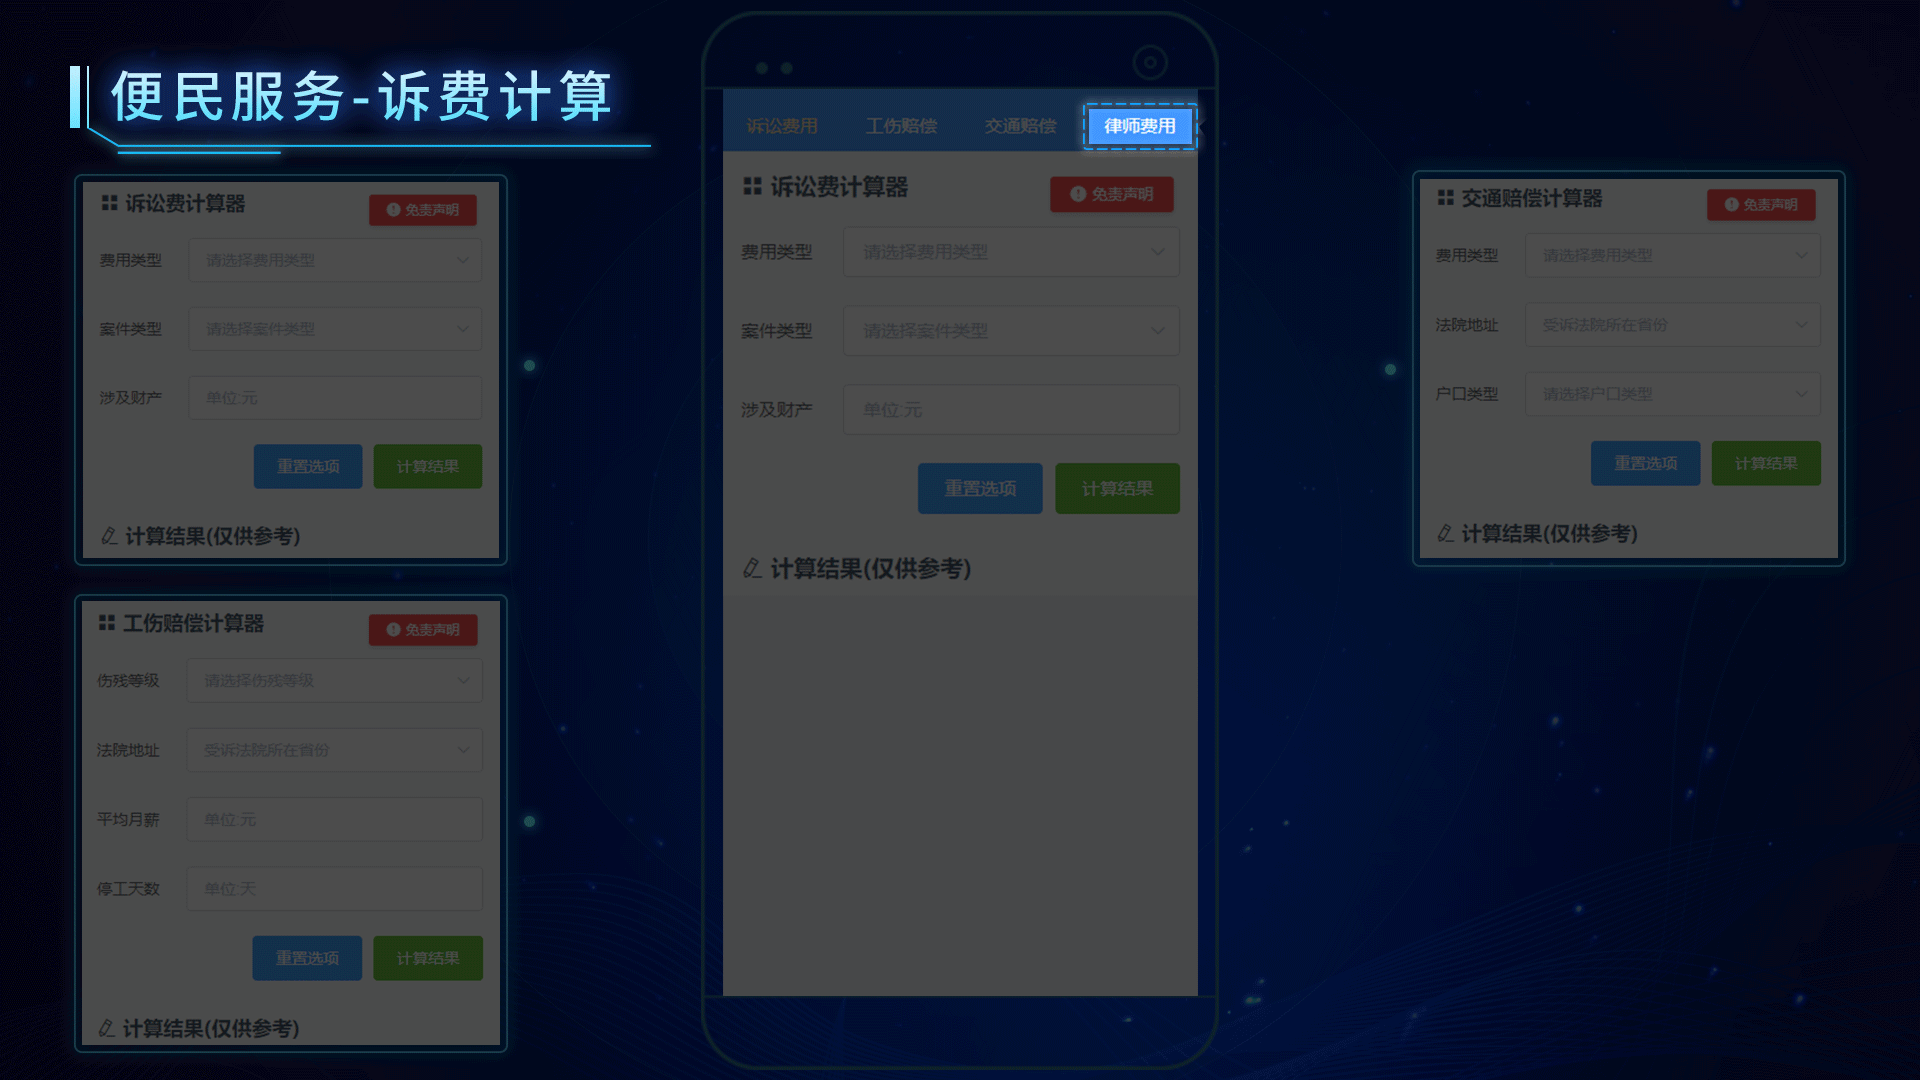 便民服务-诉费计算
诉讼费计算器
免责声明
费用类型 请选择费用类型
案件类型 请选择案件类型
涉及财产 单位:元
重置选项 计算结果
计算结果(仅供参考)
工伤赔偿计算器
免责声明
伤残等级 请选择伤残等级
法院地址 受诉法院所在省份
平均月薪 单位:元
停工天数 单位:天
重置选项 计算结果
计算结果(仅供参考)
诉讼费用 工伤赔偿 交通赔偿 律师费用
诉讼费计算器
免责声明
费用类型 请选择费用类型
案件类型 请选择案件类型
涉及财产 单位:元
重置选项 计算结果
计算结果(仅供参考)
交通赔偿计算器
免责声明
费用类型 请选择费用类型
法院地址 受诉法院所在省份
户口类型 请选择户口类型
重置选项 计算结果
计算结果(仅供参考)